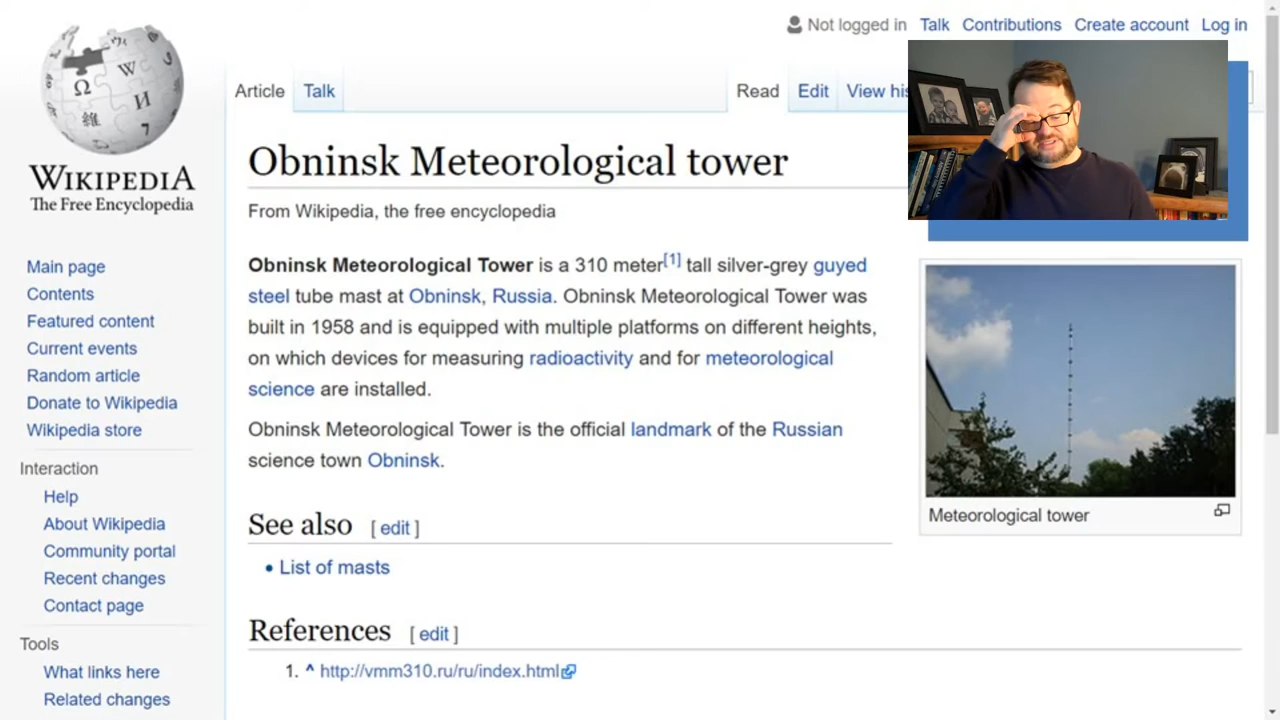 Not logged in Talk Contributions Create account Log in
Article Talk Read Edit View his
WIKIPEDIA
The Free Encyclopedia
Main page
Contents
Featured content
Current events
Random article
Donate to Wikipedia
Wikipedia store
Interaction
Help
About Wikipedia
Community portal
Recent changes
Contact page
Tools
What links here
Related changes
Obninsk Meteorological tower
From Wikipedia, the free encyclopedia
Obninsk Meteorological Tower is a 310 meter[1] tall silver-grey guyed
steel tube mast at Obninsk, Russia. Obninsk Meteorological Tower was
built in 1958 and is equipped with multiple platforms on different heights,
on which devices for measuring radioactivity and for meteorological
science are installed.
Obninsk Meteorological Tower is the official landmark of the Russian
science town Obninsk.
Meteorological tower
See also [ edit ]
• List of masts
References [ edit ]
1. ^ http://vmm310.ru/ru/index.html